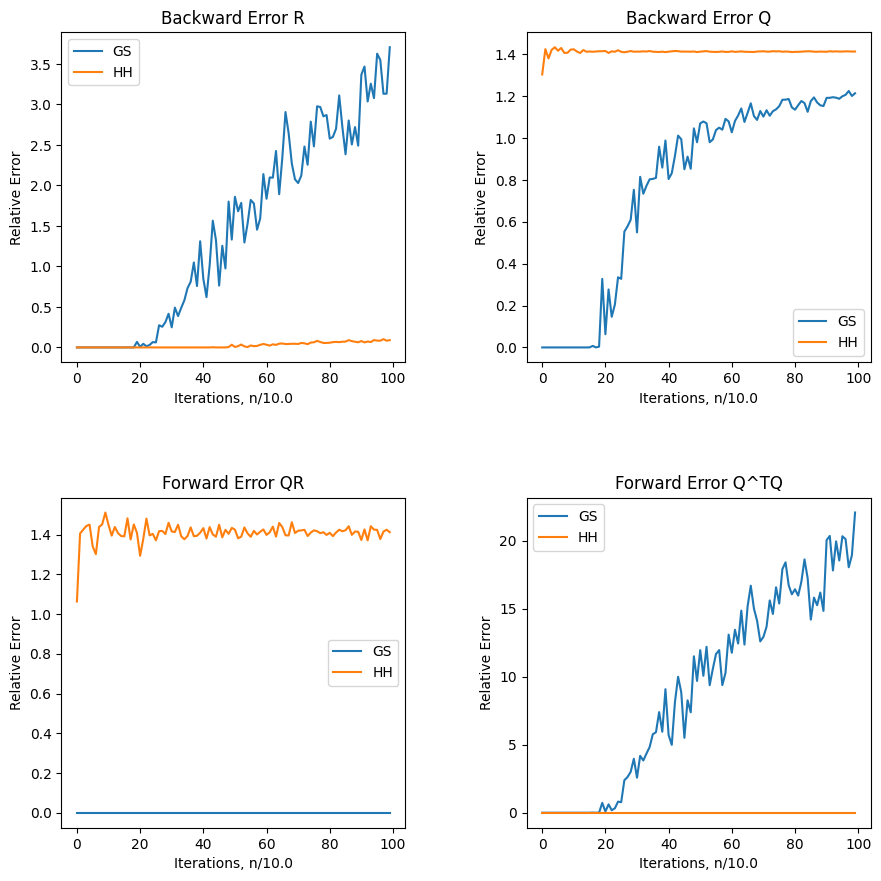 Backward Error R
GS
HH
3.5
3.0
2.5
2.0
1.5
1.0
0.5
0.0
Relative Error
0 20 40 60 80 100
Iterations, n/10.0
Backward Error Q
1.4
1.2
1.0
0.8
0.6
0.4
0.2
0.0
Relative Error
GS
HH
0 20 40 60 80 100
Iterations, n/10.0
Forward Error QR
1.4
1.2
1.0
0.8
0.6
0.4
0.2
0.0
Relative Error
GS
HH
0 20 40 60 80 100
Iterations, n/10.0
Forward Error Q^TQ
GS
HH
20
15
10
5
0
Relative Error
0 20 40 60 80 100
Iterations, n/10.0